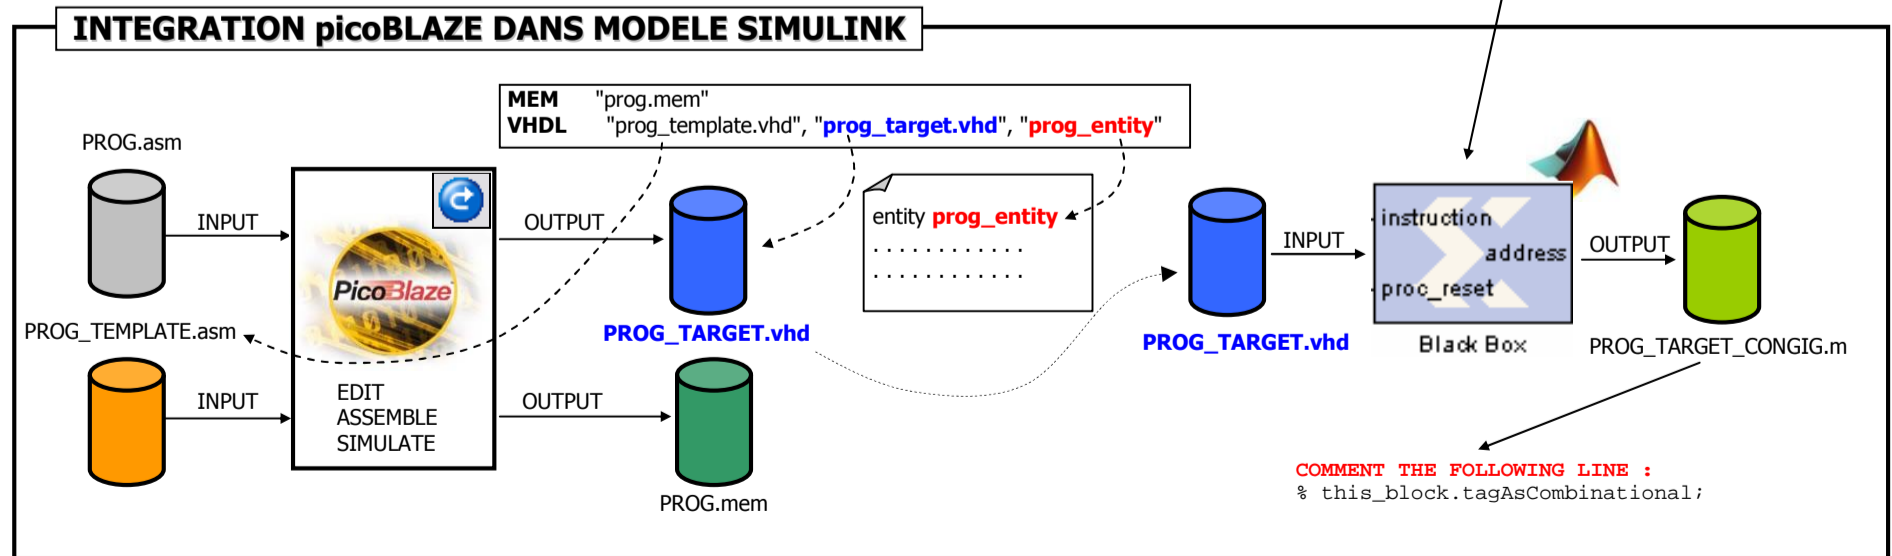 INTEGRATION picoBLAZE DANS MODELE SIMULINK
MEM "prog.mem"
VHDL "prog_template.vhd", "prog_target.vhd", "prog_entity"
PROG.asm
INPUT
PROG_TEMPLATE.asm
INPUT
PicoBlaze
EDIT
ASSEMBLE
SIMULATE
OUTPUT
PROG_TARGET.vhd
OUTPUT
PROG.mem
entity prog_entity
. . . . . . . . . . . .
. . . . . . . . . . . .
PROG_TARGET.vhd
INPUT
instruction
address
proc_reset
Black Box
OUTPUT
PROG_TARGET_CONGIG.m
COMMENT THE FOLLOWING LINE :
% this_block.tagAsCombinational;